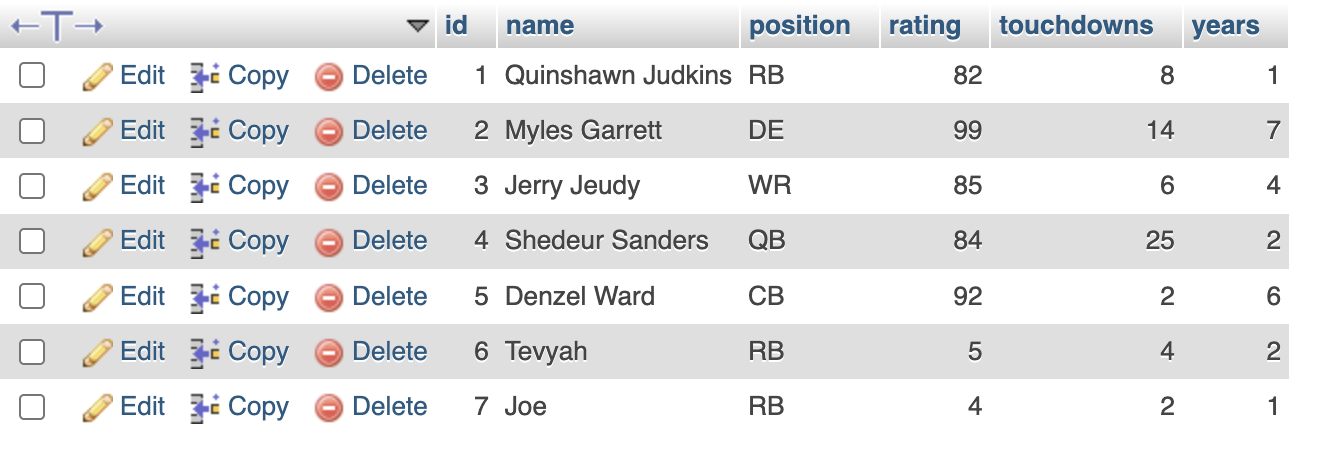 ←T→ id name position rating touchdowns years
Edit Copy Delete 1 Quinshawn Judkins RB 82 8 1
Edit Copy Delete 2 Myles Garrett DE 99 14 7
Edit Copy Delete 3 Jerry Jeudy WR 85 6 4
Edit Copy Delete 4 Shedeur Sanders QB 84 25 2
Edit Copy Delete 5 Denzel Ward CB 92 2 6
Edit Copy Delete 6 Tevyah RB 5 4 2
Edit Copy Delete 7 Joe RB 4 2 1